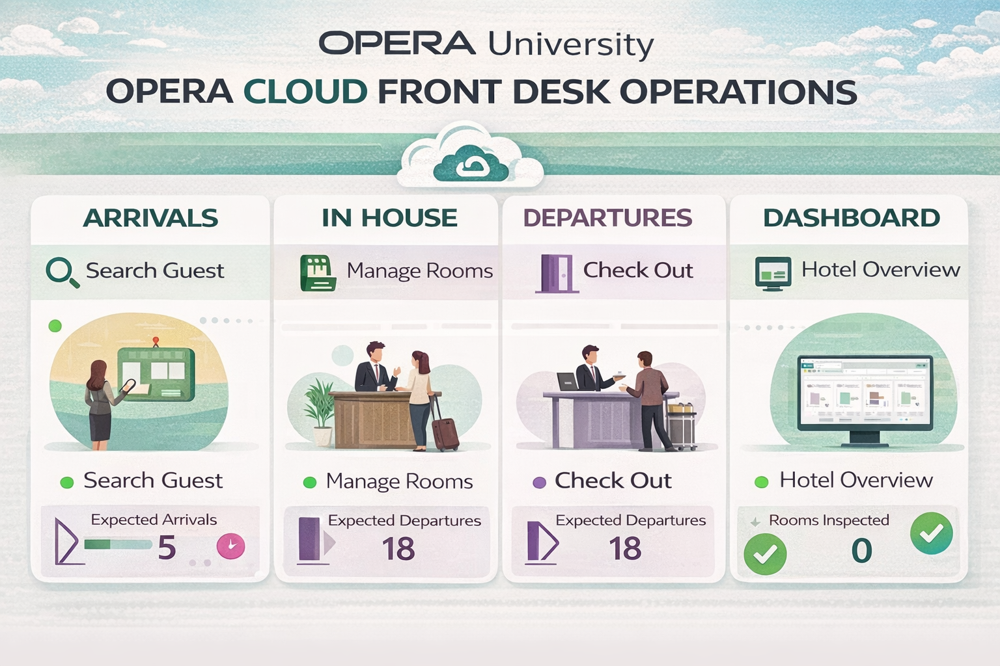 OPERA University
OPERA CLOUD FRONT DESK OPERATIONS
ARRIVALS
Search Guest
Search Guest
Expected Arrivals
5
IN HOUSE
Manage Rooms
Manage Rooms
Expected Departures
18
DEPARTURES
Check Out
Check Out
Expected Departures
18
DASHBOARD
Hotel Overview
Hotel Overview
Rooms Inspected
0